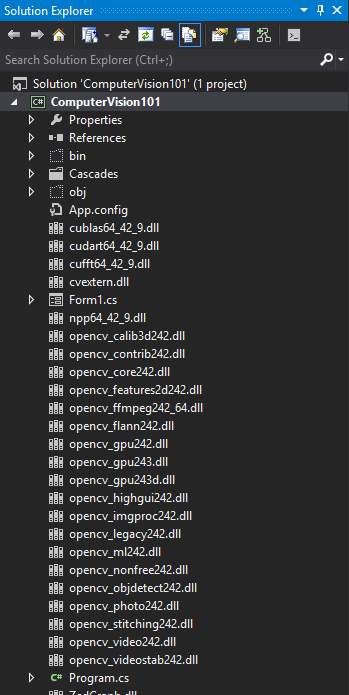 Solution Explorer
Search Solution Explorer (Ctrl+;)
Solution 'ComputerVision101' (1 project)
C# ComputerVision101
Properties
References
bin
Cascades
obj
App.config
cublas64_42_9.dll
cudart64_42_9.dll
cufft64_42_9.dll
cvextern.dll
Form1.cs
npp64_42_9.dll
opencv_calib3d242.dll
opencv_contrib242.dll
opencv_core242.dll
opencv_features2d242.dll
opencv_ffmpeg242_64.dll
opencv_flann242.dll
opencv_gpu242.dll
opencv_gpu243.dll
opencv_gpu243d.dll
opencv_highgui242.dll
opencv_imgproc242.dll
opencv_legacy242.dll
opencv_ml242.dll
opencv_nonfree242.dll
opencv_objdetect242.dll
opencv_photo242.dll
opencv_stitching242.dll
opencv_video242.dll
opencv_videostab242.dll
C# Program.cs
ZedGraph.dll